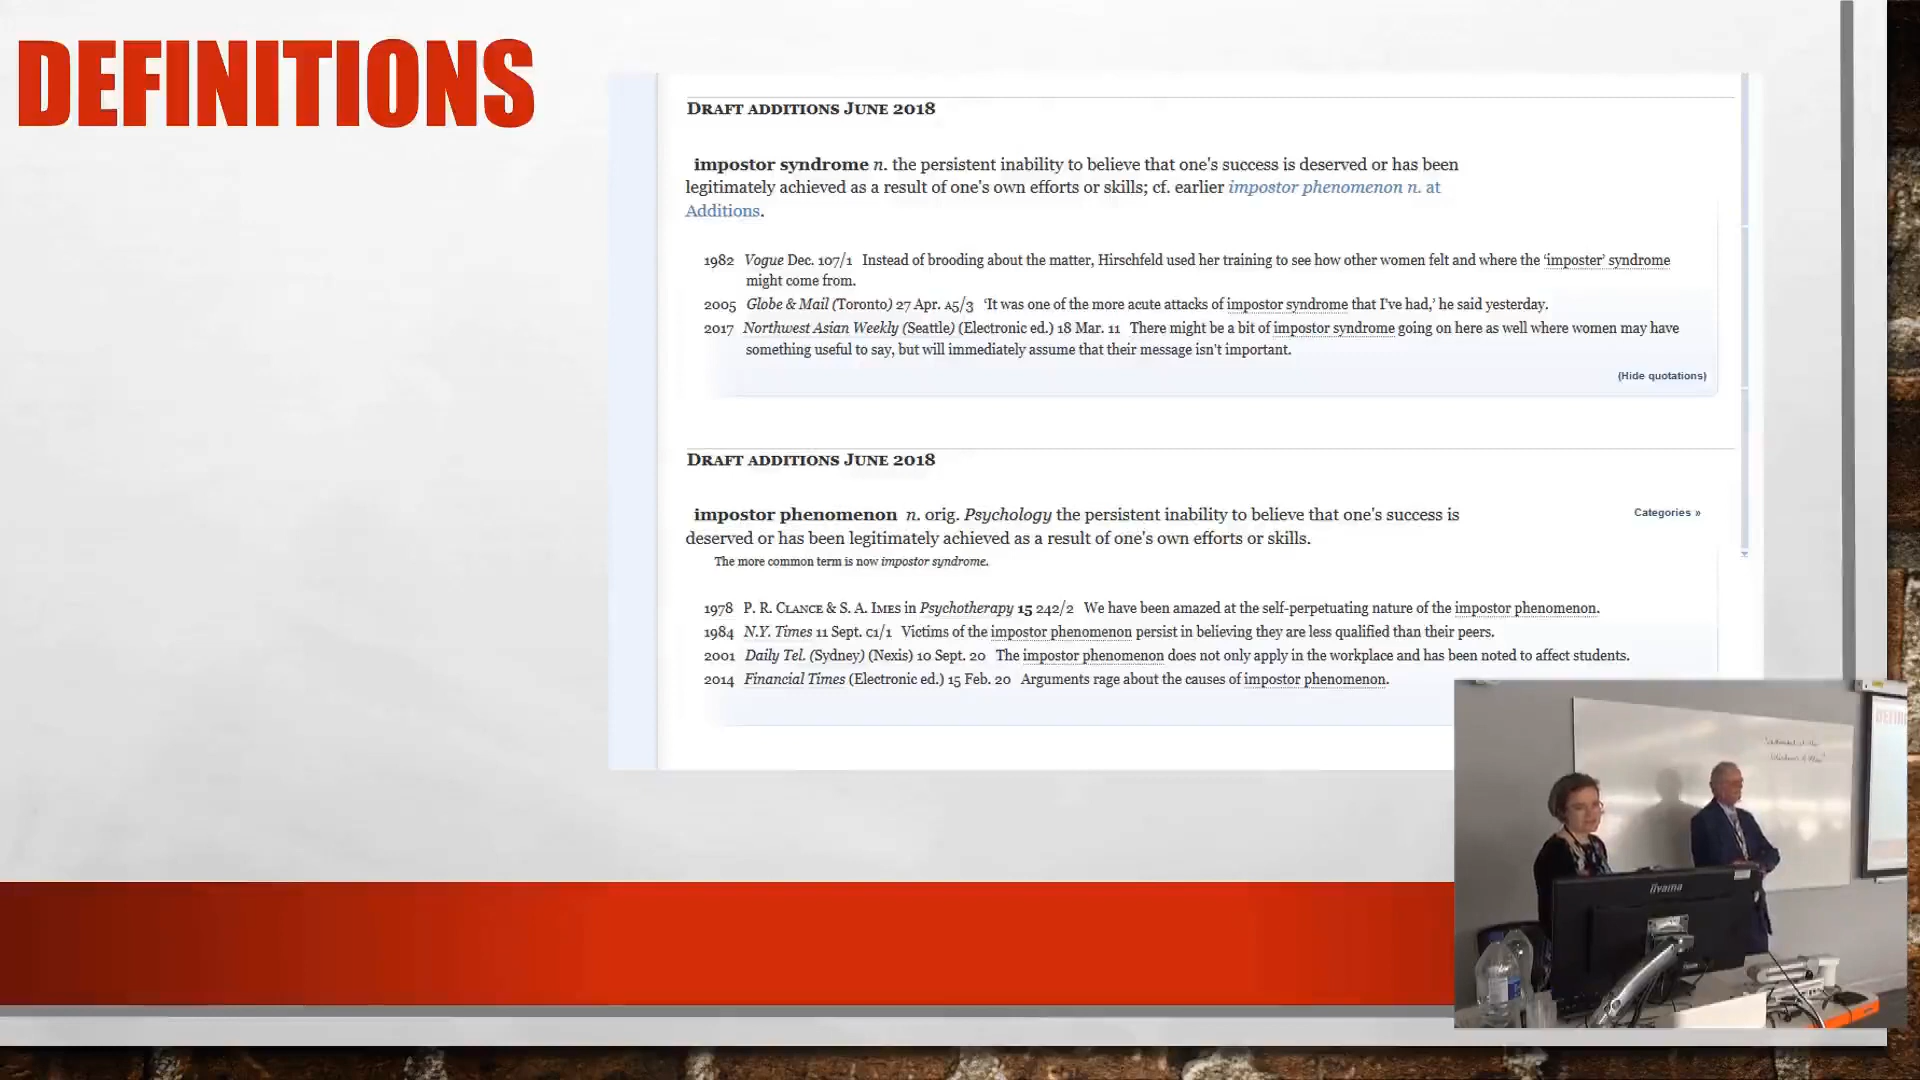 DEFINITIONS
DRAFT ADDITIONS JUNE 2018
impostor syndrome n. the persistent inability to believe that one's success is deserved or has been
legitimately achieved as a result of one's own efforts or skills; cf. earlier impostor phenomenon n. at
Additions.
1982 Vogue Dec. 107/1 Instead of brooding about the matter, Hirschfeld used her training to see how other women felt and where the ‘imposter’ syndrome
might come from.
2005 Globe & Mail (Toronto) 27 Apr. A5/3 ‘It was one of the more acute attacks of impostor syndrome that I've had,’ he said yesterday.
2017 Northwest Asian Weekly (Seattle) (Electronic ed.) 18 Mar. 11 There might be a bit of impostor syndrome going on here as well where women may have
something useful to say, but will immediately assume that their message isn't important.
(Hide quotations)
DRAFT ADDITIONS JUNE 2018
impostor phenomenon n. orig. Psychology the persistent inability to believe that one's success is
deserved or has been legitimately achieved as a result of one's own efforts or skills.
Categories »
The more common term is now impostor syndrome.
1978 P. R. CLANCE & S. A. IMES in Psychotherapy 15 242/2 We have been amazed at the self-perpetuating nature of the impostor phenomenon.
1984 N.Y. Times 11 Sept. C1/1 Victims of the impostor phenomenon persist in believing they are less qualified than their peers.
2001 Daily Tel. (Sydney) (Nexis) 10 Sept. 20 The impostor phenomenon does not only apply in the workplace and has been noted to affect students.
2014 Financial Times (Electronic ed.) 15 Feb. 20 Arguments rage about the causes of impostor phenomenon.
iiyama